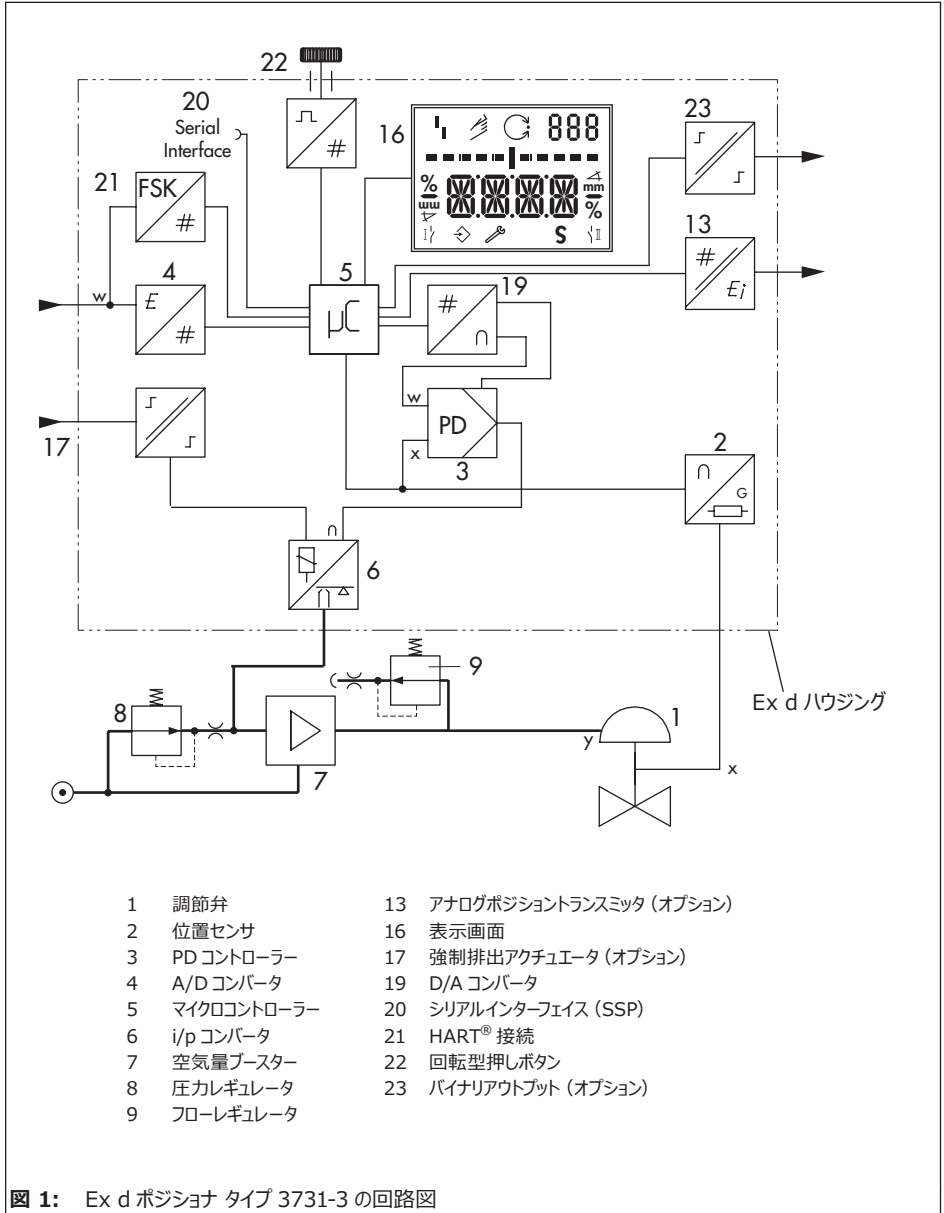 22
20
Serial
Interface
16
888
%
mm
%
S
23
21
FSK
#
#
13
#
Ei
w
4
E
#
5
µC
19
#
w
PD
x
3
17
2
G
6
9
Ex d ハウジング
8
7
1
y
x
1 調節弁
2 位置センサ
3 PD コントローラー
4 A/D コンバータ
5 マイクロコントローラー
6 i/p コンバータ
7 空気量ブースター
8 圧力レギュレータ
9 フローレギュレータ
13 アナログポジショントランスミッタ（オプション）
16 表示画面
17 強制排出アクチュエータ（オプション）
19 D/A コンバータ
20 シリアルインターフェイス（SSP）
21 HART® 接続
22 回転型押しボタン
23 バイナリアウトプット（オプション）
図 1: Ex d ポジショナ タイプ 3731-3 の回路図